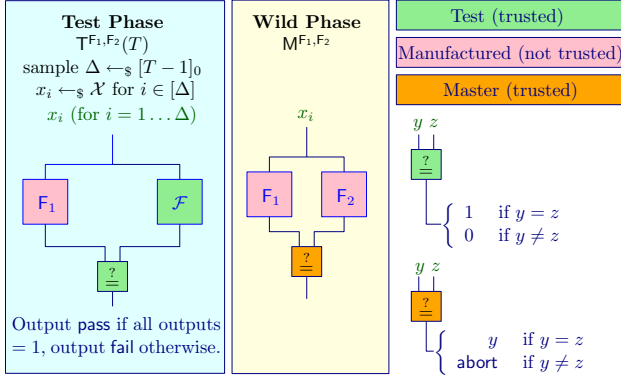 Test Phase
T^{F₁,F₂}(T)
sample Δ ←$ [T − 1]₀
xᵢ ←$ 𝒳 for i ∈ [Δ]
xᵢ (for i = 1 … Δ)
F₁
ℱ
≟
Output pass if all outputs
= 1, output fail otherwise.
Wild Phase
M^{F₁,F₂}
xᵢ
F₁
F₂
≟
Test (trusted)
Manufactured (not trusted)
Master (trusted)
y z
≟
1 if y = z
0 if y ≠ z
y z
≟
y if y = z
abort if y ≠ z